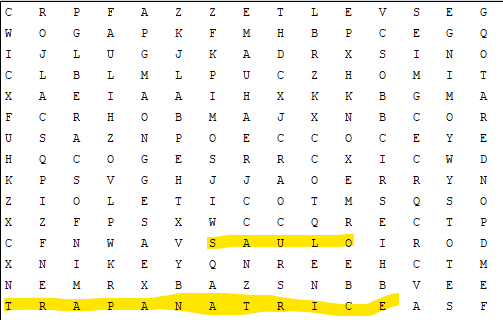 C R P F A Z Z E T L E V S E G
W O G A P K F M H B P C E G Q
I J L U G J K A D R X S I N O
C L B L M L P U C Z H O M I T
X A E I A A I H X K K B G M A
F C R H O B M A J X N B C O R
U S A Z N P O E C C O C E Y E
H Q C O G E S R R C X I C W D
K P S V G H J J A O E R R Y N
Z I O L E T I C O T M S Q S O
X Z F P S X W C C Q R E C T P
C F N W A V S A U L O I R O D
X N I K E Y Q N R E E H C T M
N E M R X B A Z S N B B V E E
T R A P A N A T R I C E A S F